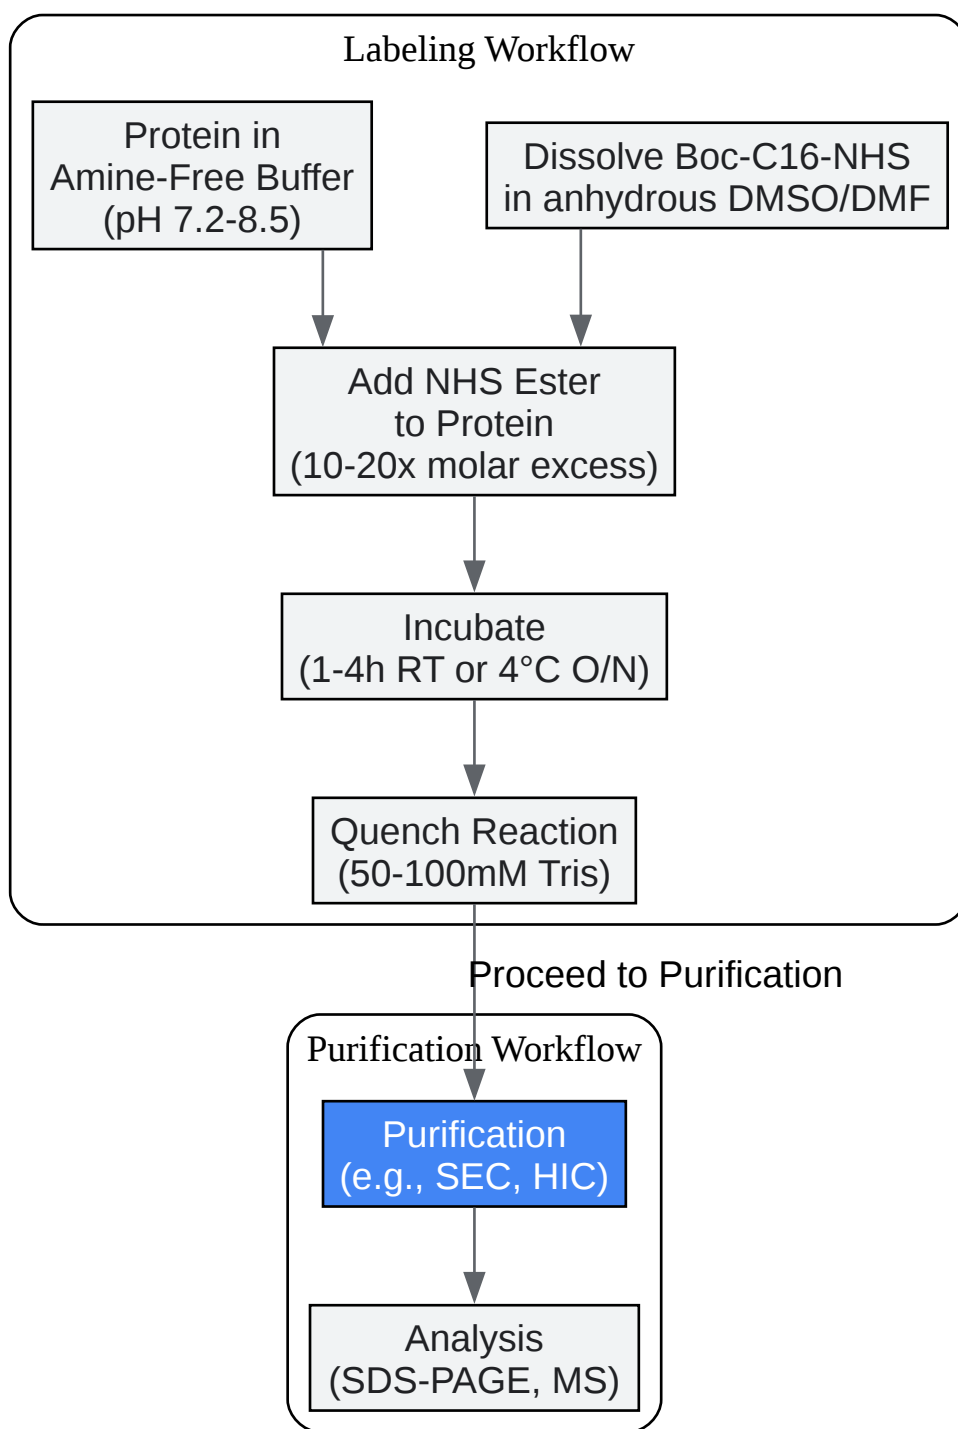 Labeling Workflow
Protein in
Amine-Free Buffer
(pH 7.2-8.5)
Dissolve Boc-C16-NHS
in anhydrous DMSO/DMF
Add NHS Ester
to Protein
(10-20x molar excess)
Incubate
(1-4h RT or 4°C O/N)
Quench Reaction
(50-100mM Tris)
Proceed to Purification
Purification Workflow
Purification
(e.g., SEC, HIC)
Analysis
(SDS-PAGE, MS)